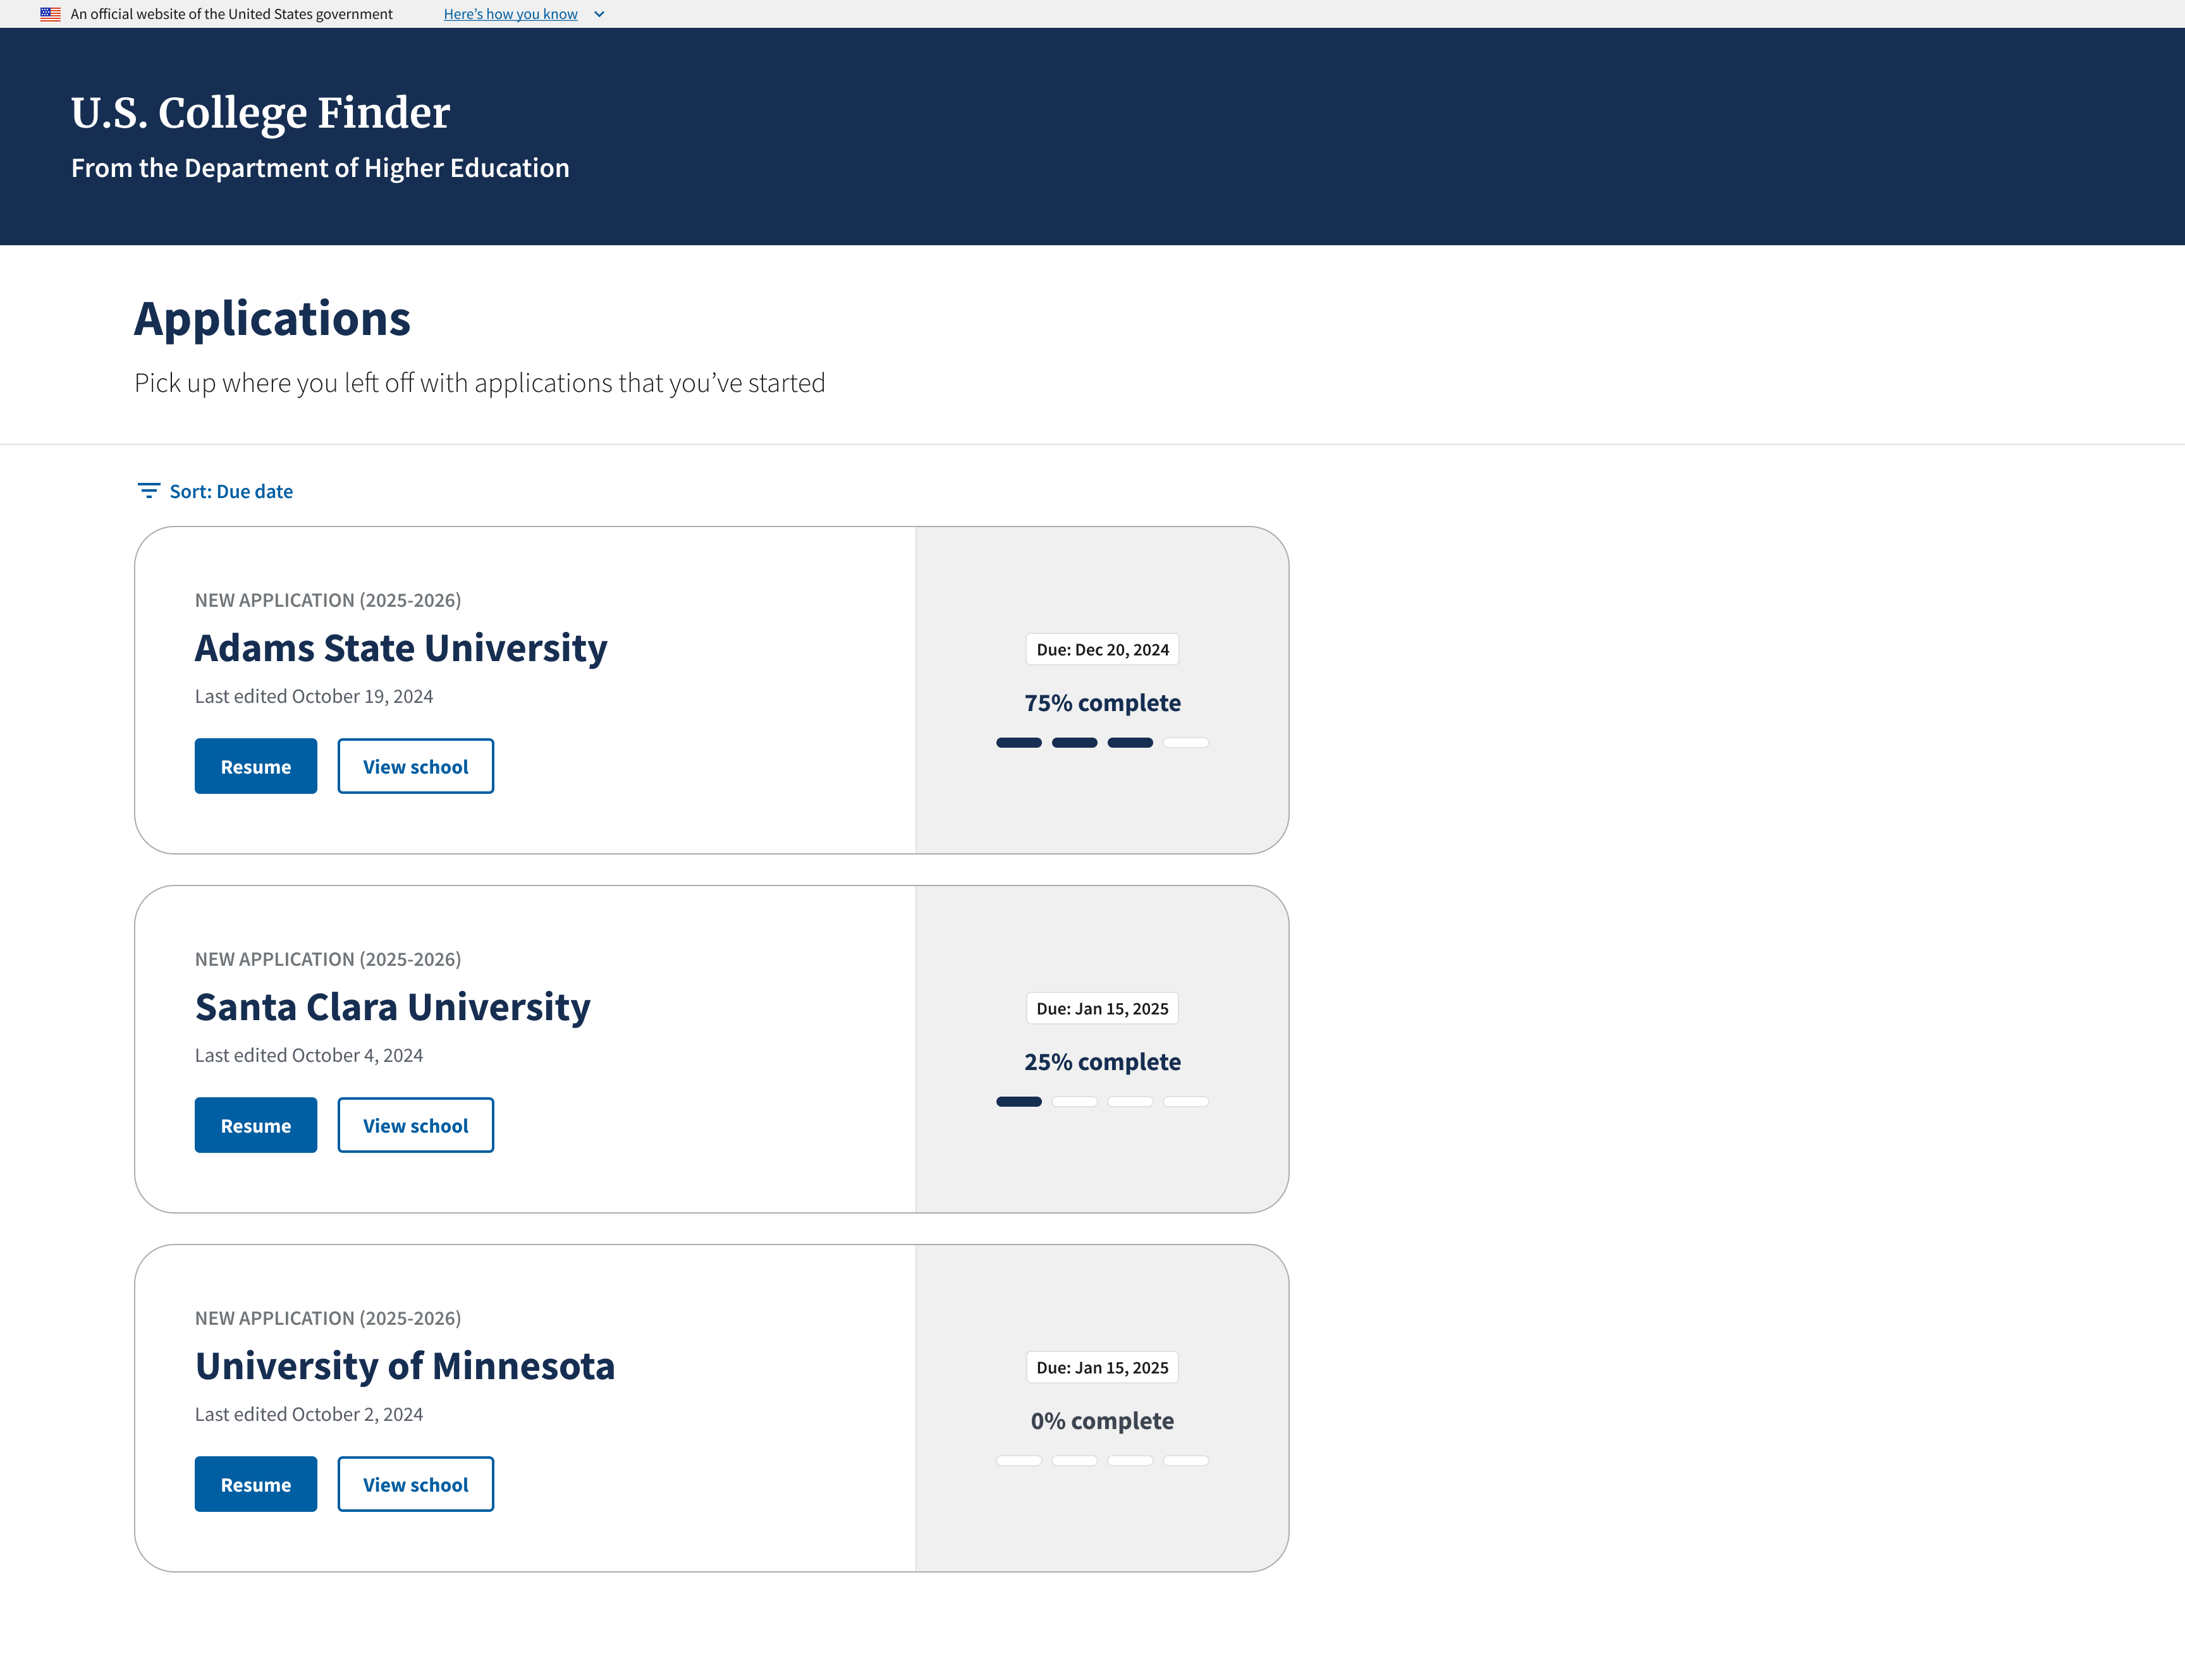 An official website of the United States government Here’s how you know
U.S. College Finder
From the Department of Higher Education
Applications
Pick up where you left off with applications that you’ve started
Sort: Due date
NEW APPLICATION (2025-2026)
Adams State University
Last edited October 19, 2024
Resume View school
Due: Dec 20, 2024
75% complete
NEW APPLICATION (2025-2026)
Santa Clara University
Last edited October 4, 2024
Resume View school
Due: Jan 15, 2025
25% complete
NEW APPLICATION (2025-2026)
University of Minnesota
Last edited October 2, 2024
Resume View school
Due: Jan 15, 2025
0% complete